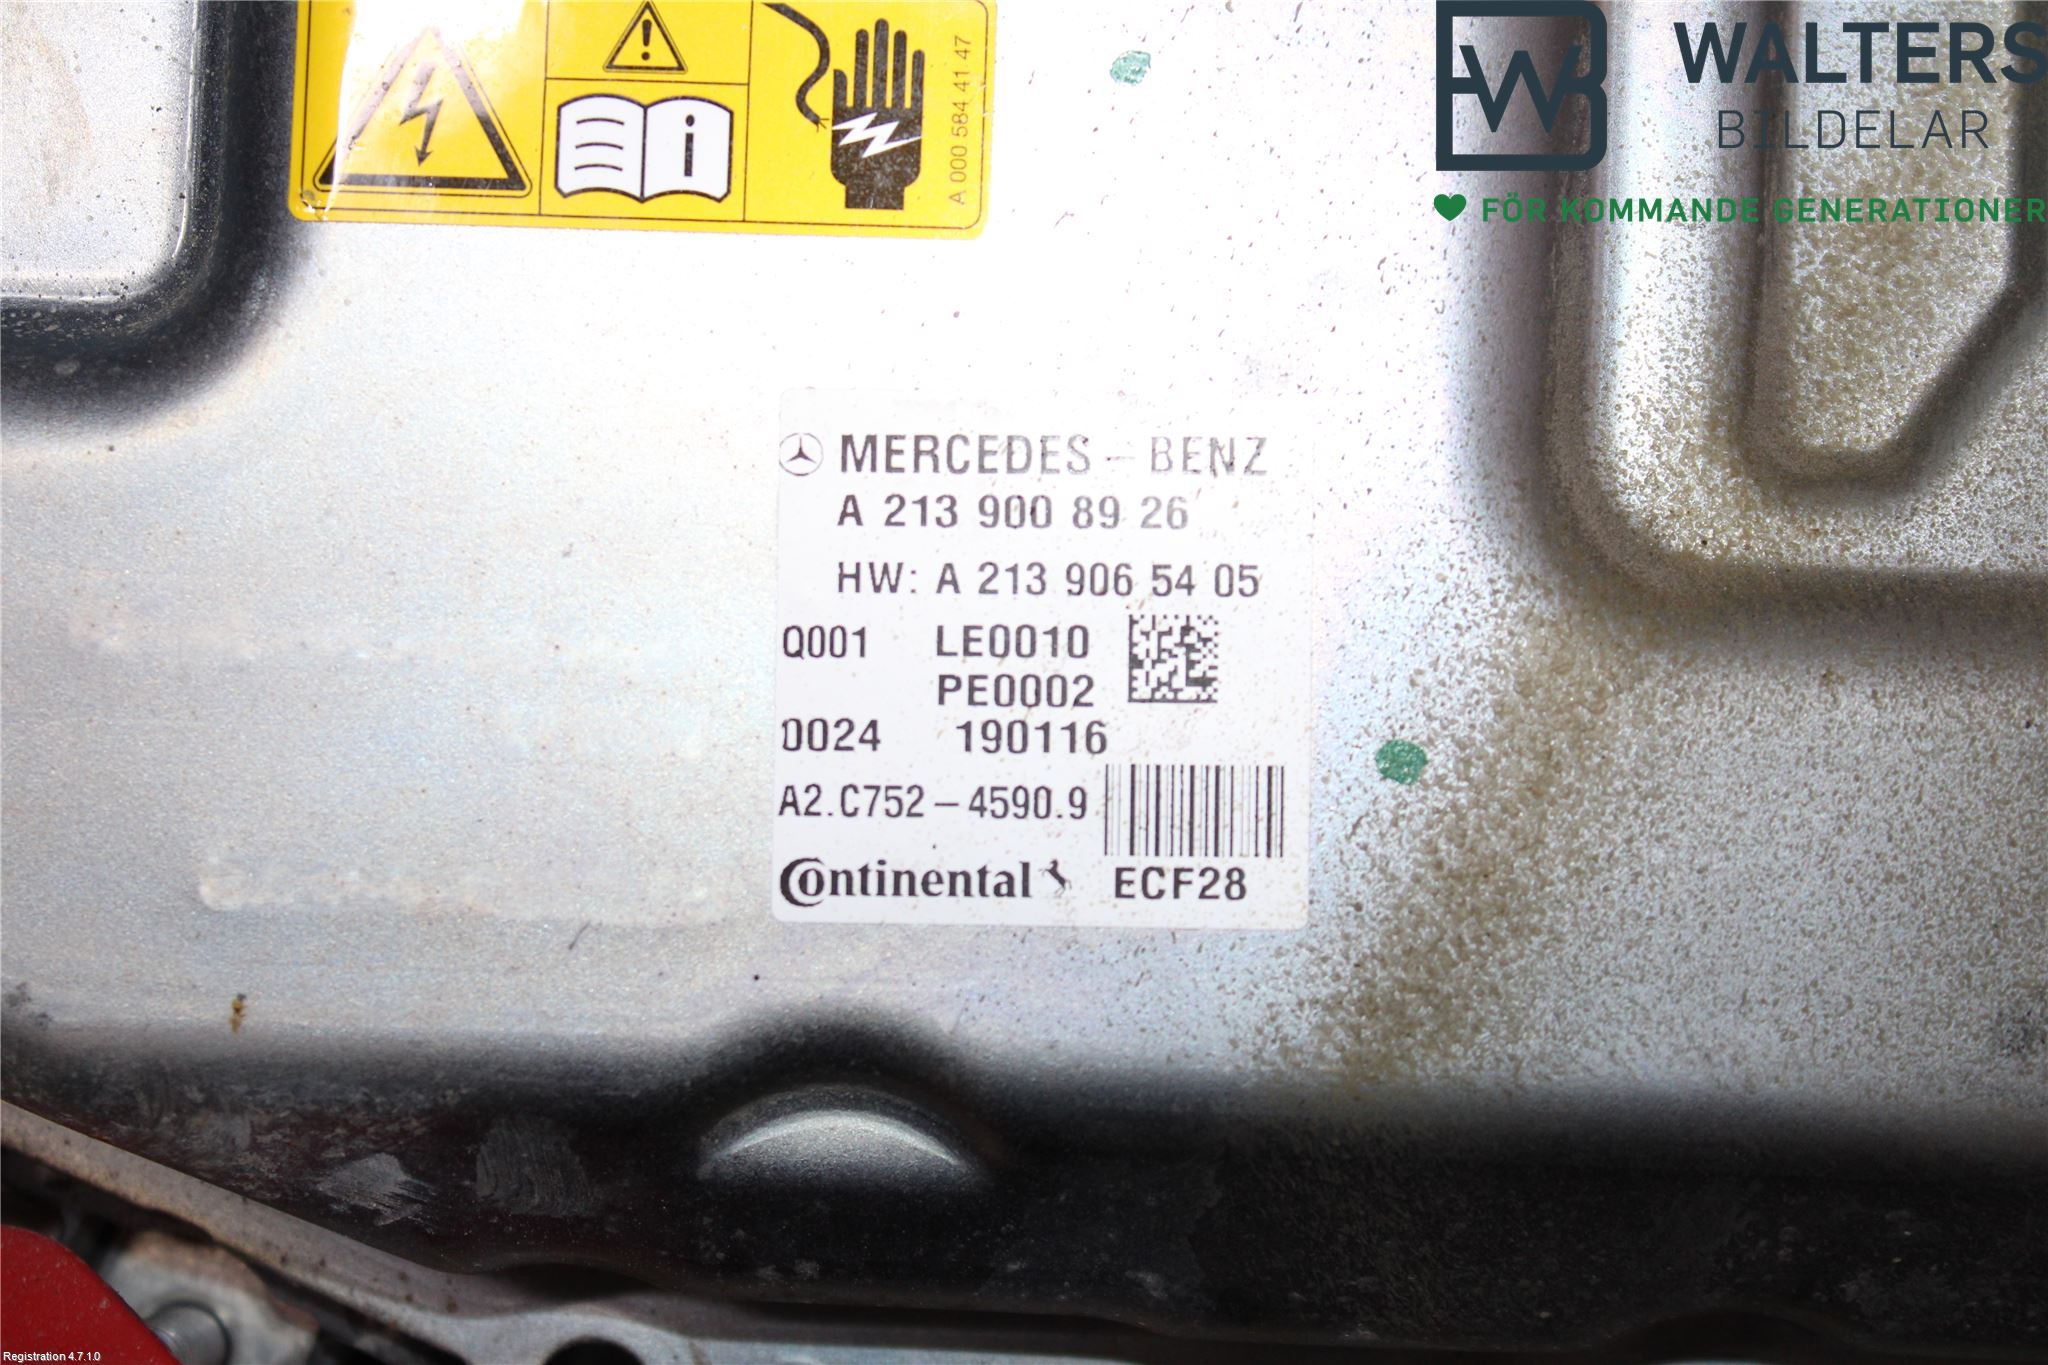 A 000 584 41 47
WALTERS
BILDELAR
FÖR KOMMANDE GENERATIONER
MERCEDES-BENZ
A 213 900 89 26
HW: A 213 906 54 05
Q001 LE0010
PE0002
0024 190116
A2.C752-4590.9
Continental ECF28
Registration 4.7.1.0